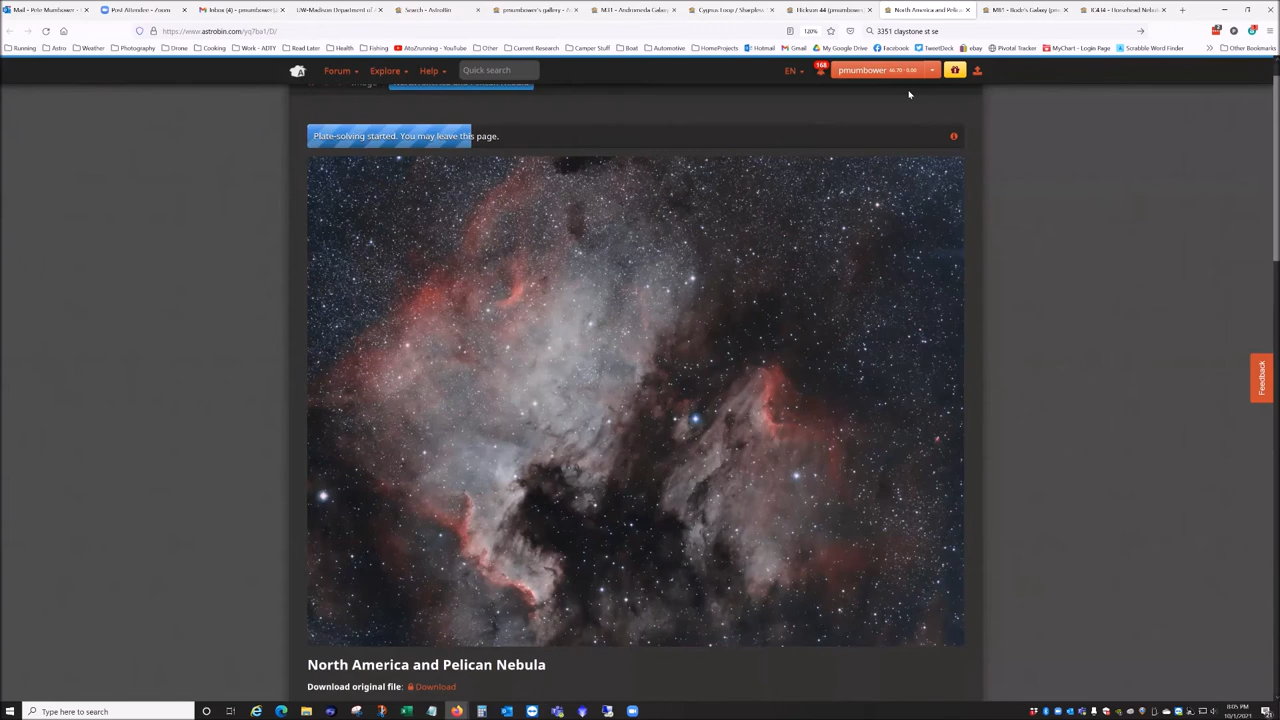 Mail - Pete Mumbower -
Post Attendee - Zoom
Inbox (4) - pmumbower@
UW-Madison Department of A
Search - AstroBin
pmumbower's gallery - A
M31 - Andromeda Galaxy
Cygnus Loop / Sharpless
Hickson 44 (pmumbower
North America and Pelica
M81 - Bode's Galaxy (p
IC434 - Horsehead Nebul
https://www.astrobin.com/yq7ba1/D/
120%
3351 claystone st se
Running
Astro
Weather
Photography
Drone
Cooking
Work - ADTY
Read Later
Health
Fishing
AtoZrunning - YouTube
Other
Current Research
Camper Stuff
Boat
Automotive
HomeProjects
Hotmail
Gmail
My Google Drive
Facebook
TweetDeck
ebay
Pivotal Tracker
MyChart - Login Page
Scrabble Word Finder
Other Bookmarks
Forum
Explore
Help
Quick search
EN
168
pmumbower
Plate-solving started. You may leave this page.
Feedback
North America and Pelican Nebula
Download original file: Download
Type here to search
8:05 PM
10/1/2021